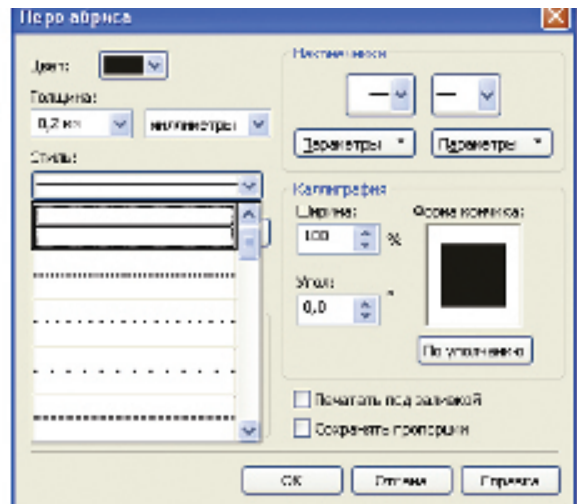 Перо абриса
Цвет:
Наконечники
Толщина:
0,2 мм миллиметры
Параметры Параметры
Стиль:
Каллиграфия
Ширина: Форма кончика:
100 %
Угол:
0,0 °
По умолчанию
Печатать под заливкой
Сохранять пропорции
OK Отмена Справка